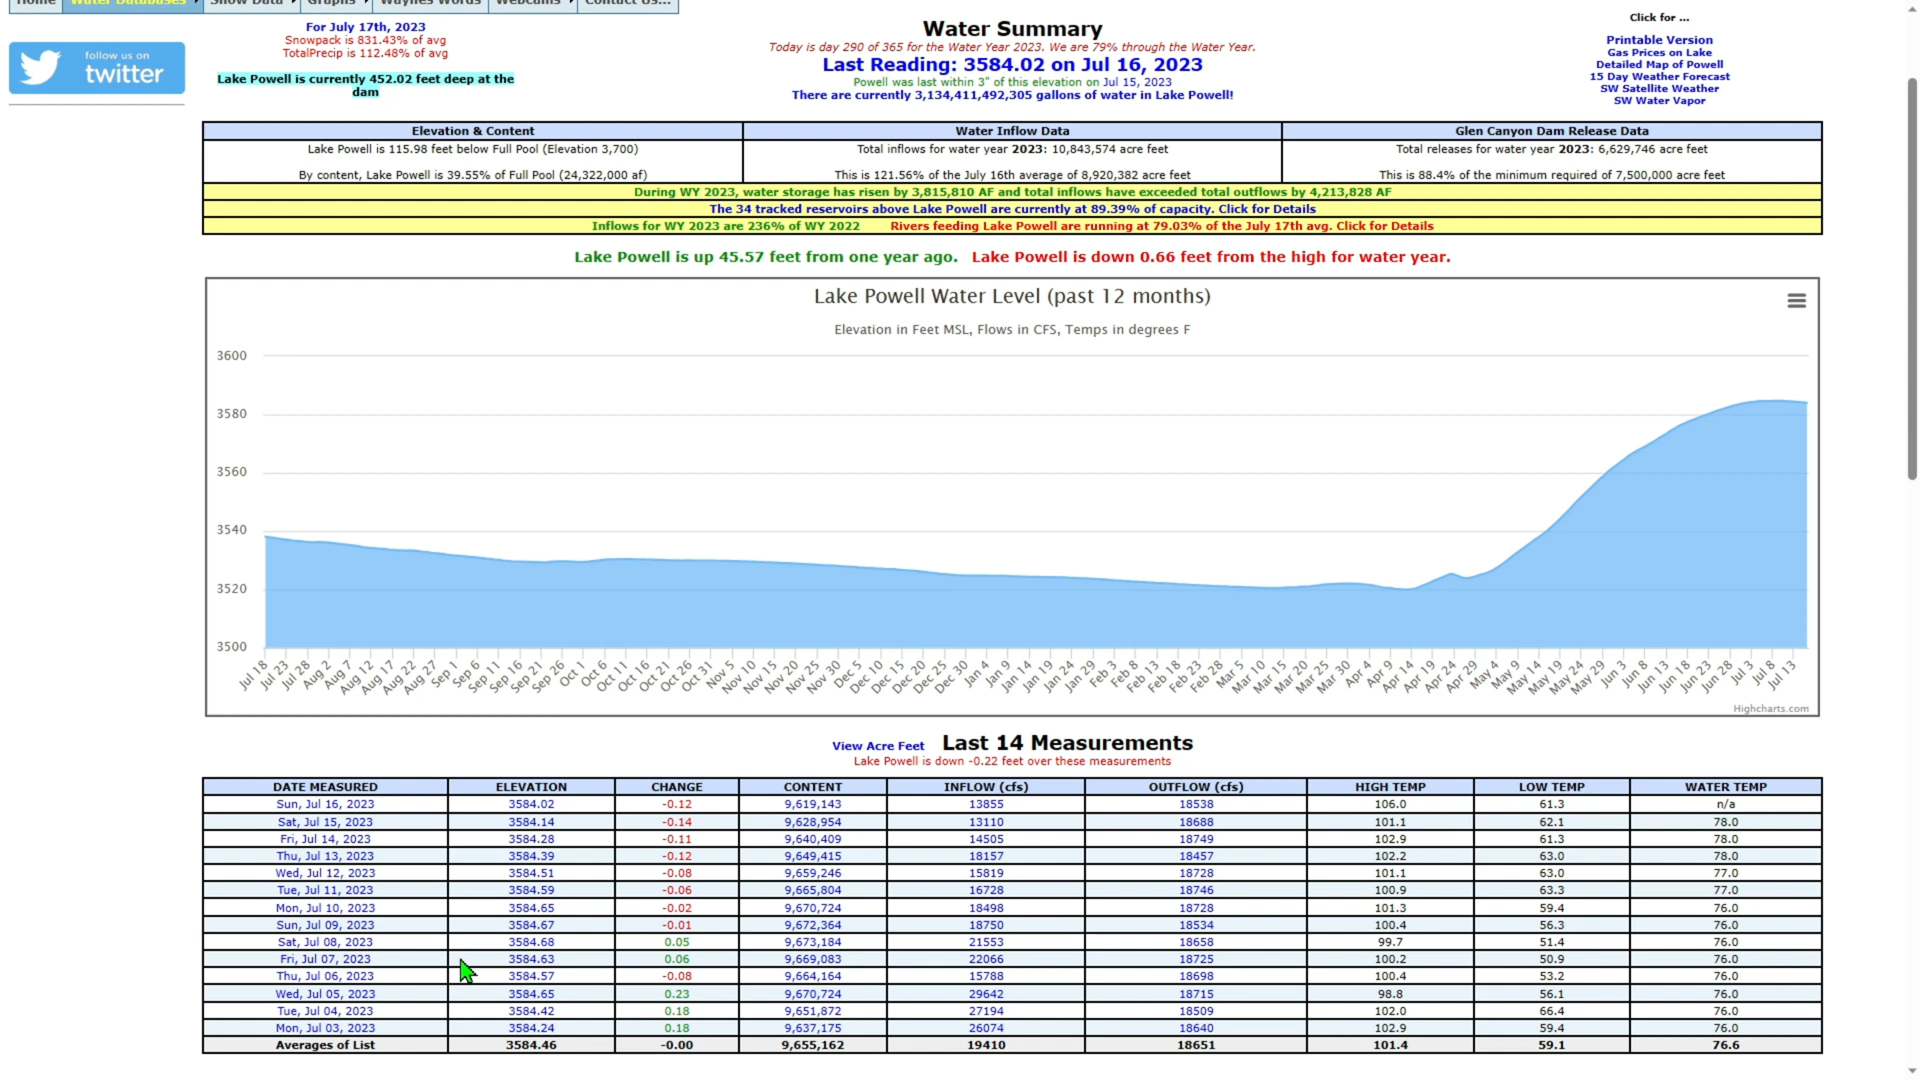 Home Water Databases Snow Data Graphs Waynes Words Webcams Contact Us...
follow us on
twitter
For July 17th, 2023
Snowpack is 831.43% of avg
TotalPrecip is 112.48% of avg
Lake Powell is currently 452.02 feet deep at the
dam
Water Summary
Today is day 290 of 365 for the Water Year 2023. We are 79% through the Water Year.
Last Reading: 3584.02 on Jul 16, 2023
Powell was last within 3" of this elevation on Jul 15, 2023
There are currently 3,134,411,492,305 gallons of water in Lake Powell!
Click for ...
Printable Version
Gas Prices on Lake
Detailed Map of Powell
15 Day Weather Forecast
SW Satellite Weather
SW Water Vapor
Elevation & Content Water Inflow Data Glen Canyon Dam Release Data
Lake Powell is 115.98 feet below Full Pool (Elevation 3,700) Total inflows for water year 2023: 10,843,574 acre feet Total releases for water year 2023: 6,629,746 acre feet
By content, Lake Powell is 39.55% of Full Pool (24,322,000 af) This is 121.56% of the July 16th average of 8,920,382 acre feet This is 88.4% of the minimum required of 7,500,000 acre feet
During WY 2023, water storage has risen by 3,815,810 AF and total inflows have exceeded total outflows by 4,213,828 AF
The 34 tracked reservoirs above Lake Powell are currently at 89.39% of capacity. Click for Details
Inflows for WY 2023 are 236% of WY 2022 Rivers feeding Lake Powell are running at 79.03% of the July 17th avg. Click for Details
Lake Powell is up 45.57 feet from one year ago. Lake Powell is down 0.66 feet from the high for water year.
Lake Powell Water Level (past 12 months)
Elevation in Feet MSL, Flows in CFS, Temps in degrees F
3600
3580
3560
3540
3520
3500
Jul 18 Jul 23 Jul 28 Aug 2 Aug 7 Aug 12 Aug 17 Aug 22 Aug 27 Sep 1 Sep 6 Sep 11 Sep 16 Sep 21 Sep 26 Oct 1 Oct 6 Oct 11 Oct 16 Oct 21 Oct 26 Oct 31 Nov 5 Nov 10 Nov 15 Nov 20 Nov 25 Nov 30 Dec 5 Dec 10 Dec 15 Dec 20 Dec 25 Dec 30 Jan 4 Jan 9 Jan 14 Jan 19 Jan 24 Jan 29 Feb 3 Feb 8 Feb 13 Feb 18 Feb 23 Feb 28 Mar 5 Mar 10 Mar 15 Mar 20 Mar 25 Mar 30 Apr 4 Apr 9 Apr 14 Apr 19 Apr 24 Apr 29 May 4 May 9 May 14 May 19 May 24 May 29 Jun 3 Jun 8 Jun 13 Jun 18 Jun 23 Jun 28 Jul 3 Jul 8 Jul 13
Highcharts.com
View Acre Feet Last 14 Measurements
Lake Powell is down -0.22 feet over these measurements
DATE MEASURED ELEVATION CHANGE CONTENT INFLOW (cfs) OUTFLOW (cfs) HIGH TEMP LOW TEMP WATER TEMP
Sun, Jul 16, 2023 3584.02 -0.12 9,619,143 13855 18538 106.0 61.3 n/a
Sat, Jul 15, 2023 3584.14 -0.14 9,628,954 13110 18688 101.1 62.1 78.0
Fri, Jul 14, 2023 3584.28 -0.11 9,640,409 14505 18749 102.9 61.3 78.0
Thu, Jul 13, 2023 3584.39 -0.12 9,649,415 18157 18457 102.2 63.0 78.0
Wed, Jul 12, 2023 3584.51 -0.08 9,659,246 15819 18728 101.1 63.0 77.0
Tue, Jul 11, 2023 3584.59 -0.06 9,665,804 16728 18746 100.9 63.3 77.0
Mon, Jul 10, 2023 3584.65 -0.02 9,670,724 18498 18728 101.3 59.4 76.0
Sun, Jul 09, 2023 3584.67 -0.01 9,672,364 18750 18534 100.4 56.3 76.0
Sat, Jul 08, 2023 3584.68 0.05 9,673,184 21553 18658 99.7 51.4 76.0
Fri, Jul 07, 2023 3584.63 0.06 9,669,083 22066 18725 100.2 50.9 76.0
Thu, Jul 06, 2023 3584.57 -0.08 9,664,164 15788 18698 100.4 53.2 76.0
Wed, Jul 05, 2023 3584.65 0.23 9,670,724 29642 18715 98.8 56.1 76.0
Tue, Jul 04, 2023 3584.42 0.18 9,651,872 27194 18509 102.0 66.4 76.0
Mon, Jul 03, 2023 3584.24 0.18 9,637,175 26074 18640 102.9 59.4 76.0
Averages of List 3584.46 -0.00 9,655,162 19410 18651 101.4 59.1 76.6